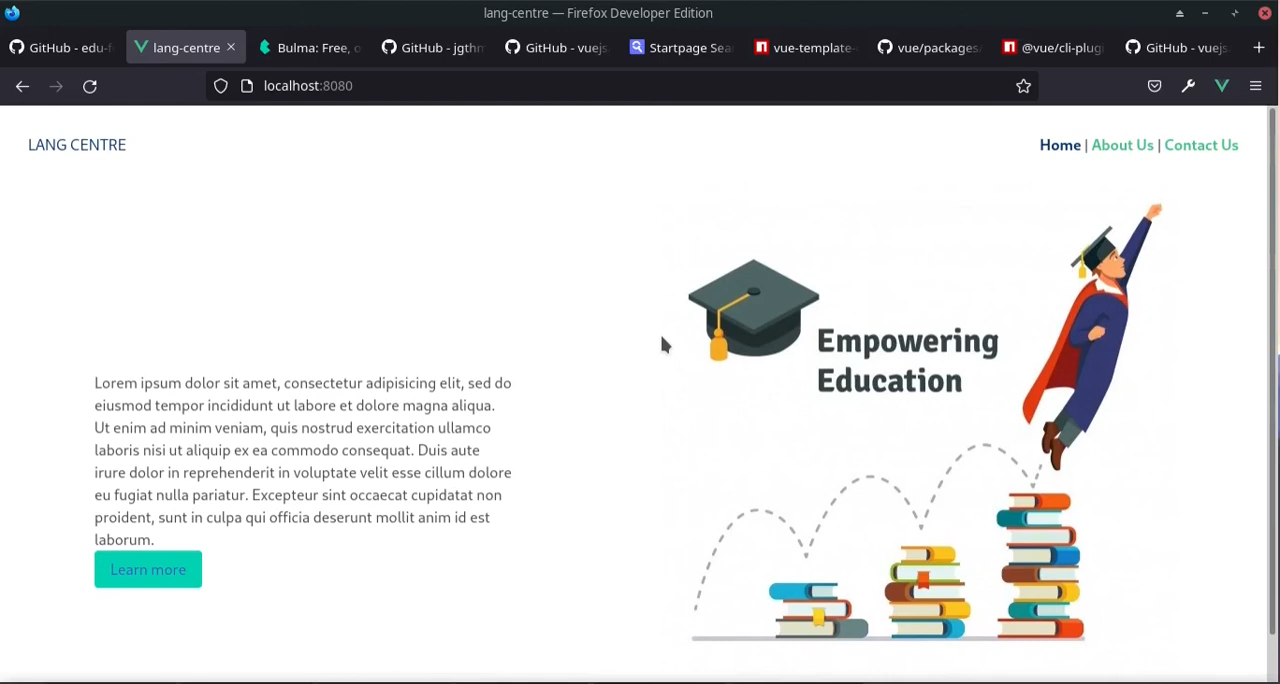 lang-centre — Firefox Developer Edition
GitHub - edu-f
lang-centre
Bulma: Free, o
GitHub - jgthm
GitHub - vuejs
Startpage Sea
vue-template-
vue/packages/
@vue/cli-plugi
GitHub - vuejs
localhost:8080
LANG CENTRE
Home | About Us | Contact Us
Empowering
Education
Lorem ipsum dolor sit amet, consectetur adipisicing elit, sed do
eiusmod tempor incididunt ut labore et dolore magna aliqua.
Ut enim ad minim veniam, quis nostrud exercitation ullamco
laboris nisi ut aliquip ex ea commodo consequat. Duis aute
irure dolor in reprehenderit in voluptate velit esse cillum dolore
eu fugiat nulla pariatur. Excepteur sint occaecat cupidatat non
proident, sunt in culpa qui officia deserunt mollit anim id est
laborum.
Learn more